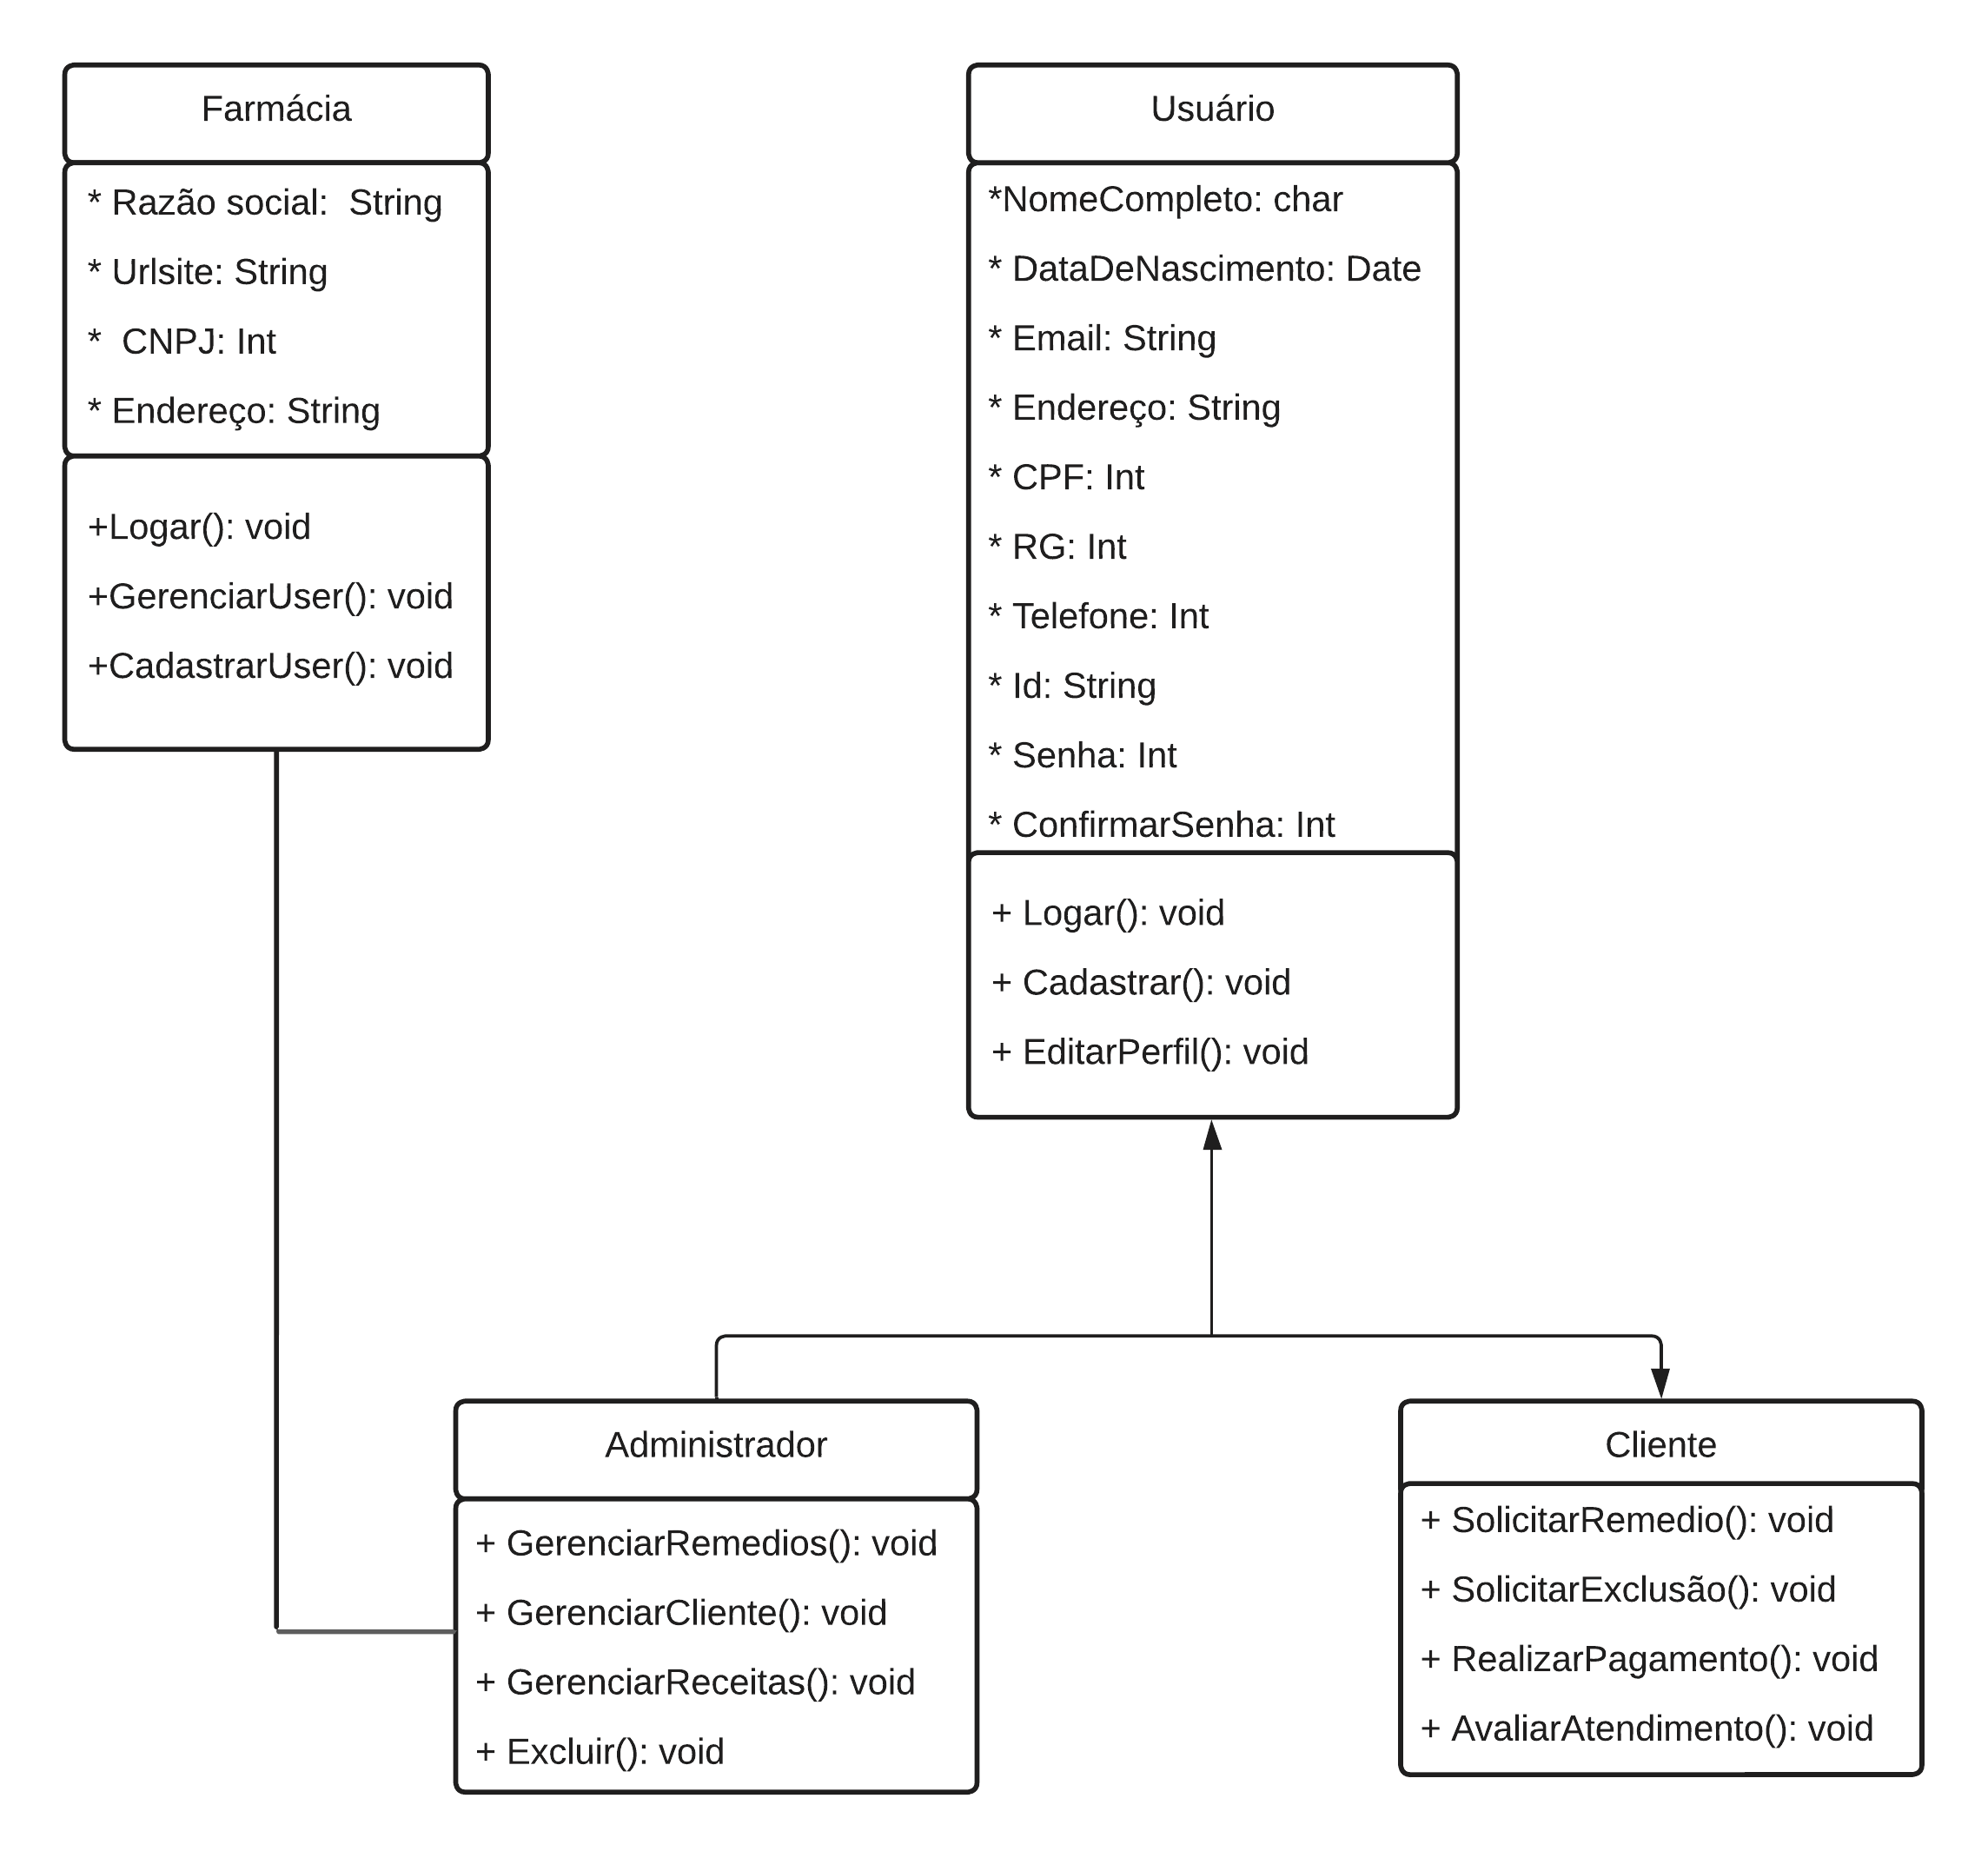 Farmácia
* Razão social:  String
* Urlsite: String
*  CNPJ: Int
* Endereço: String
+Logar(): void
+GerenciarUser(): void
+CadastrarUser(): void
Usuário
*NomeCompleto: char
* DataDeNascimento: Date
* Email: String
* Endereço: String
* CPF: Int
* RG: Int
* Telefone: Int
* Id: String
* Senha: Int
* ConfirmarSenha: Int
+ Logar(): void
+ Cadastrar(): void
+ EditarPerfil(): void
Administrador
+ GerenciarRemedios(): void
+ GerenciarCliente(): void
+ GerenciarReceitas(): void
+ Excluir(): void
Cliente
+ SolicitarRemedio(): void
+ SolicitarExclusão(): void
+ RealizarPagamento(): void
+ AvaliarAtendimento(): void